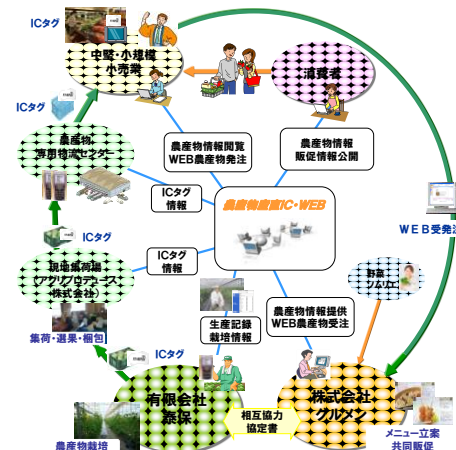 ICタグ
中堅・小規模
小売業
消費者
ICタグ
農産物
専用物流センター
農産物情報閲覧
WEB農産物発注
農産物情報
販促情報公開
ICタグ
情報
農産物産直IC・WEB
WEB受発注
ICタグ
現地集荷場
(アグリプロデュース
株式会社)
ICタグ
情報
野菜
ソムリエ
集荷・選果・梱包
生産記録
栽培情報
農産物情報提供
WEB農産物受注
ICタグ
有限会社
泰保
相互協力
協定書
株式会社
グルメン
農産物栽培
メニュー立案
共同販促